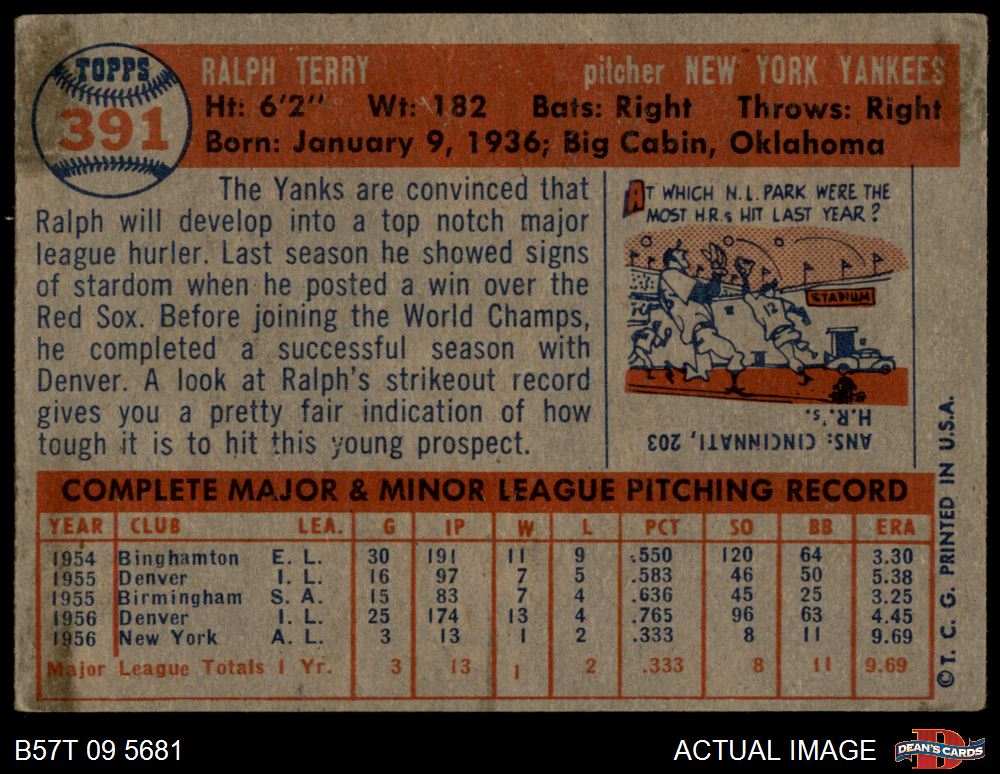 TOPPS
391
RALPH TERRY pitcher NEW YORK YANKEES
Ht: 6'2" Wt: 182 Bats: Right Throws: Right
Born: January 9, 1936; Big Cabin, Oklahoma
The Yanks are convinced that
Ralph will develop into a top notch major
league hurler. Last season he showed signs
of stardom when he posted a win over the
Red Sox. Before joining the World Champs,
he completed a successful season with
Denver. A look at Ralph's strikeout record
gives you a pretty fair indication of how
tough it is to hit this young prospect.
AT WHICH N.L. PARK WERE THE
MOST H.R.s HIT LAST YEAR?
STADIUM
12
ANS: CINCINNATI, 203
H.R.'s.
COMPLETE MAJOR & MINOR LEAGUE PITCHING RECORD
YEAR CLUB LEA. G IP W L PCT SO BB ERA
1954 Binghamton E. L. 30 191 11 9 .550 120 64 3.30
1955 Denver I. L. 16 97 7 5 .583 46 50 5.38
1955 Birmingham S. A. 15 83 7 4 .636 45 25 3.25
1956 Denver I. L. 25 174 13 4 .765 96 63 4.45
1956 New York A. L. 3 13 1 2 .333 8 11 9.69
Major League Totals 1 Yr. 3 13 1 2 .333 8 11 9.69
© T. C. G. PRINTED IN U.S.A.
B57T 09 5681
ACTUAL IMAGE
DEAN'S CARDS